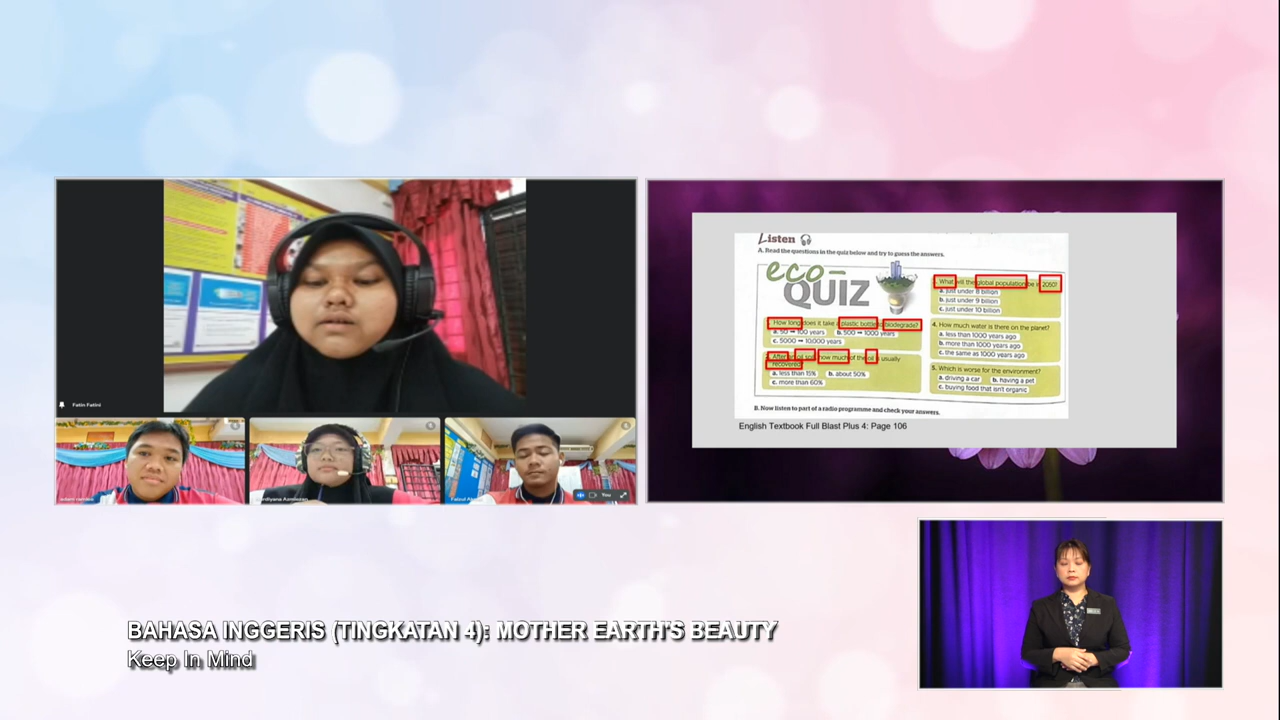 Fatin Fatini
You
Listen
A. Read the questions in the quiz below and try to guess the answers.
eco-
QUIZ
How long does it take a plastic bottle to biodegrade?
a. 50 – 100 years b. 500 – 1000 years
c. 5000 – 10,000 years
After an oil spill how much of the oil is usually
recovered?
a. less than 15% b. about 50%
c. more than 60%
What will the global population be in 2050?
a. just under 8 billion
b. just under 9 billion
c. just under 10 billion
4. How much water is there on the planet?
a. less than 1000 years ago
b. more than 1000 years ago
c. the same as 1000 years ago
5. Which is worse for the environment?
a. driving a car b. having a pet
c. buying food that isn't organic
B. Now listen to part of a radio programme and check your answers.
English Textbook Full Blast Plus 4: Page 106
BAHASA INGGERIS (TINGKATAN 4): MOTHER EARTH'S BEAUTY
Keep In Mind